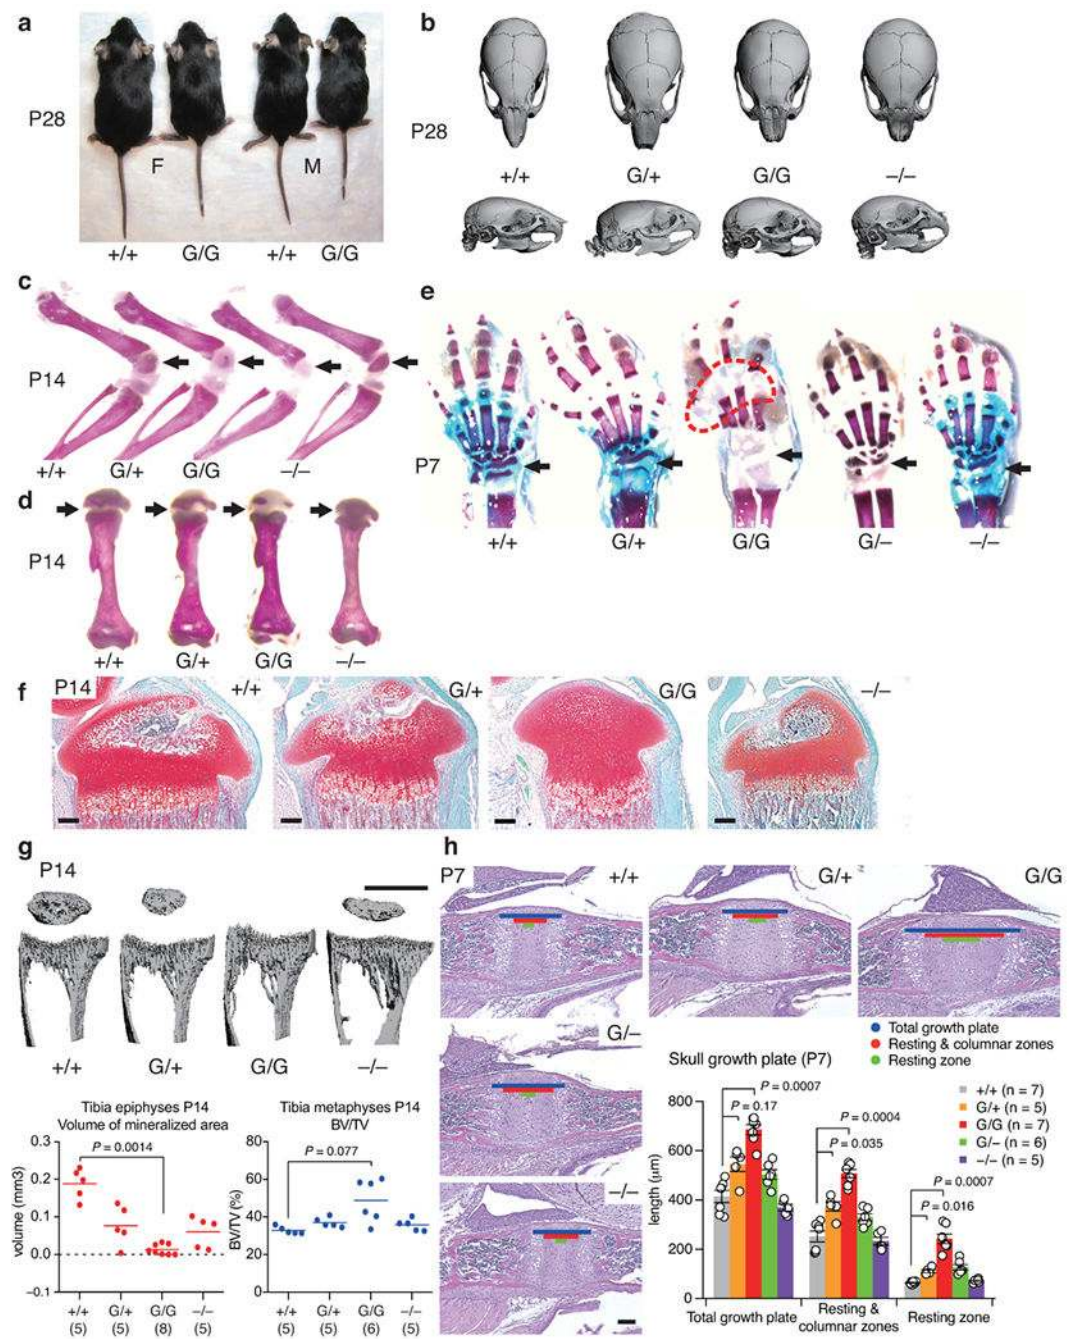 a
P28
F
M
+/+
G/G
+/+
G/G
b
P28
+/+
G/+
G/G
–/–
c
P14
+/+
G/+
G/G
–/–
d
P14
+/+
G/+
G/G
–/–
e
P7
+/+
G/+
G/G
G/–
–/–
f
P14
+/+
G/+
G/G
–/–
g
P14
+/+
G/+
G/G
–/–
Tibia epiphyses P14
Volume of mineralized area
P = 0.0014
volume (mm3)
0.3
0.2
0.1
0.0
–0.1
+/+
G/+
G/G
–/–
(5)
(5)
(8)
(5)
Tibia metaphyses P14
BV/TV
P = 0.077
BV/TV (%)
80
60
40
20
0
+/+
G/+
G/G
–/–
(5)
(5)
(6)
(5)
h
P7
+/+
G/+
G/G
G/–
–/–
Total growth plate
Resting & columnar zones
Resting zone
Skull growth plate (P7)
+/+ (n = 7)
G/+ (n = 5)
G/G (n = 7)
G/– (n = 6)
–/– (n = 5)
P = 0.0007
P = 0.17
P = 0.0004
P = 0.035
P = 0.0007
P = 0.016
length (μm)
800
600
400
200
0
Total growth plate
Resting &
columnar zones
Resting zone